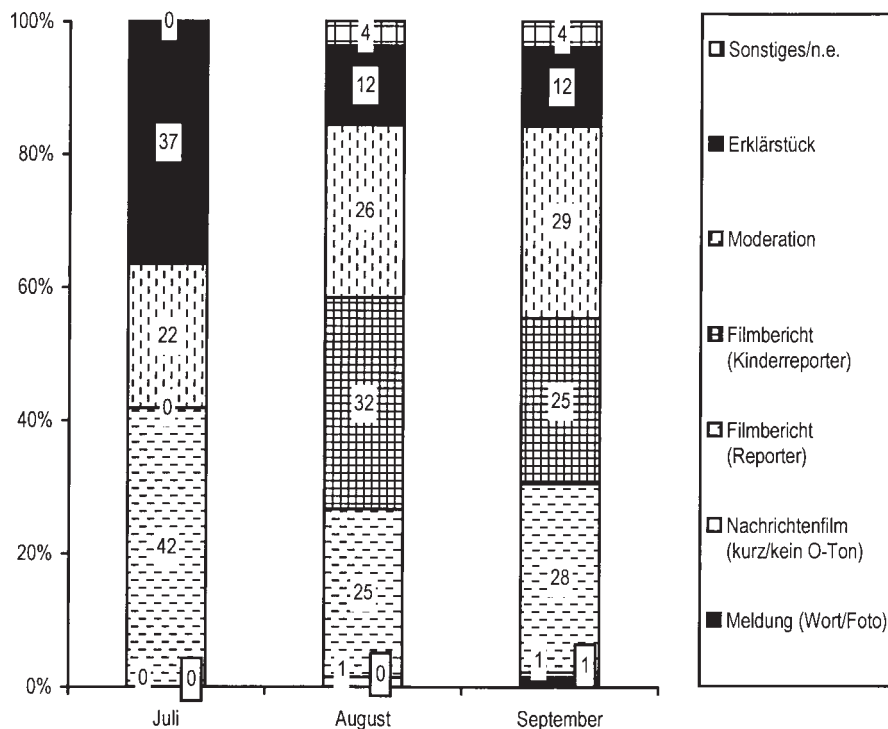 100%
80%
60%
40%
20%
0%
0
37
22
0
42
0
0
4
12
26
32
25
1
0
4
12
29
25
28
1
1
Juli
August
September
Sonstiges/n.e.
Erklärstück
Moderation
Filmbericht
(Kinderreporter)
Filmbericht
(Reporter)
Nachrichtenfilm
(kurz/kein O-Ton)
Meldung (Wort/Foto)